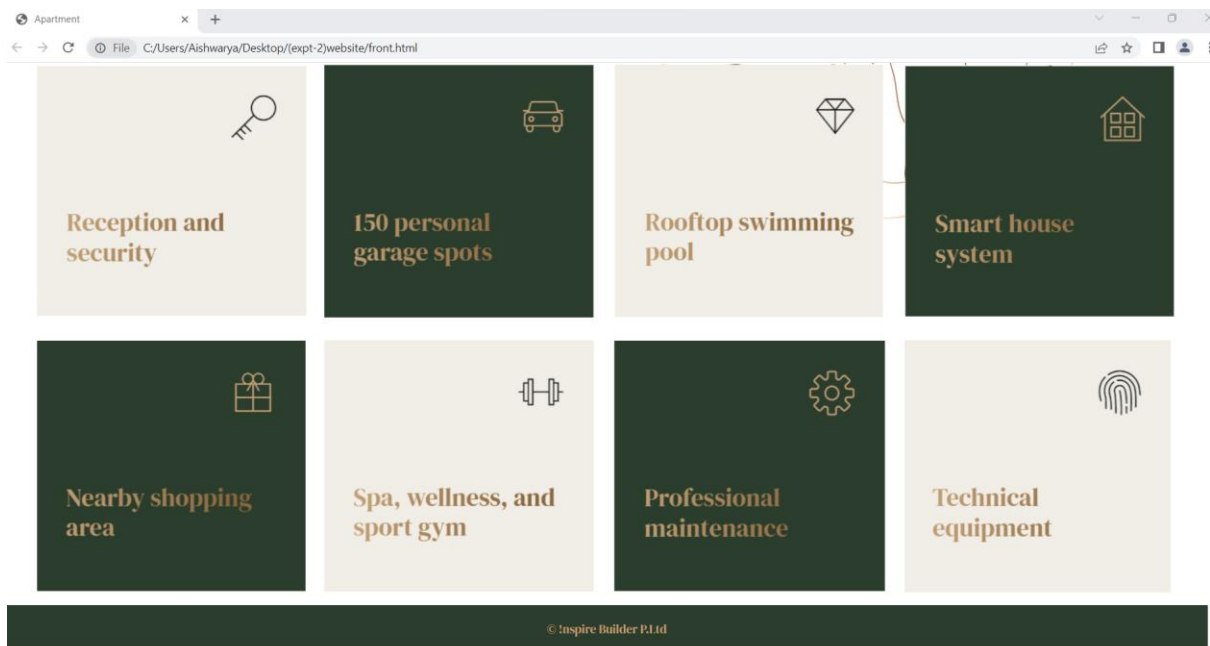 Apartment
File C:/Users/Aishwarya/Desktop/(expt-2)website/front.html
Reception and
security
150 personal
garage spots
Rooftop swimming
pool
Smart house
system
Nearby shopping
area
Spa, wellness, and
sport gym
Professional
maintenance
Technical
equipment
© Inspire Builder P.Ltd